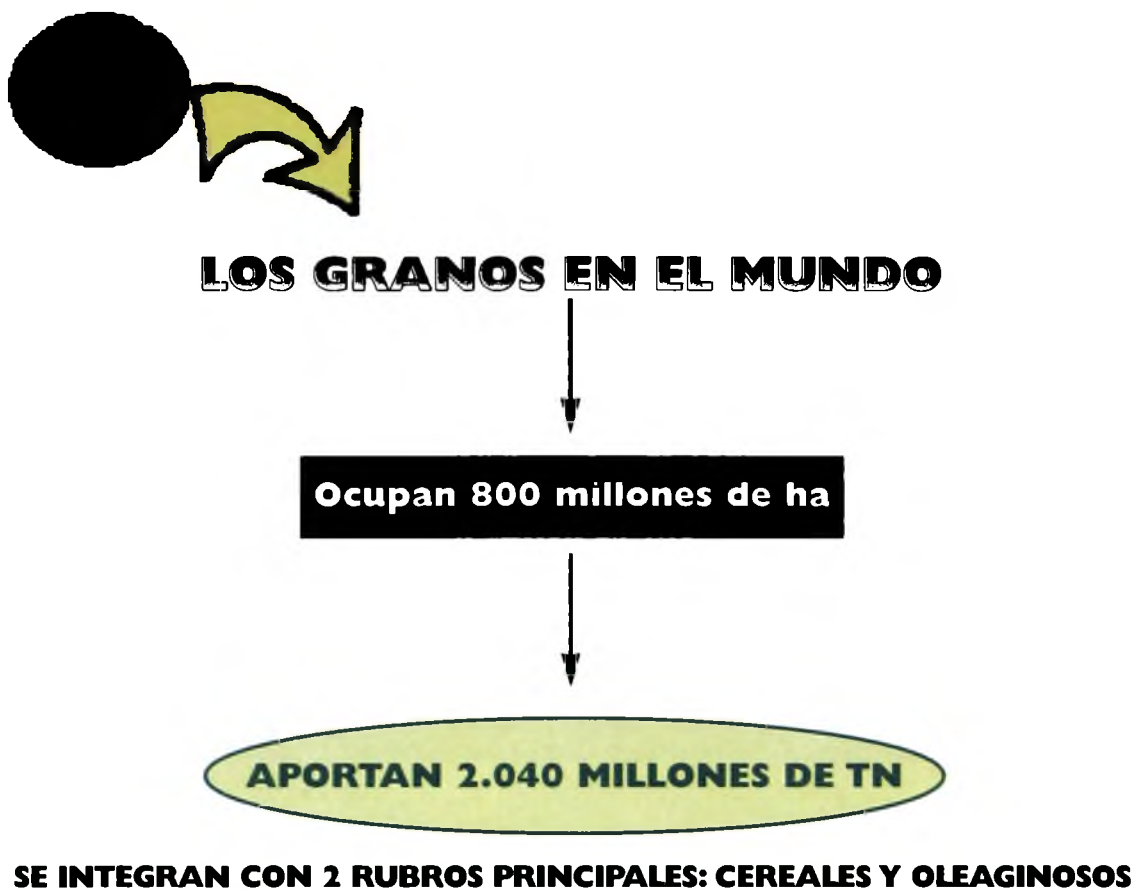 LOS GRANOS EN EL MUNDO
Ocupan 800 millones de ha
APORTAN 2.040 MILLONES DE TN
SE INTEGRAN CON 2 RUBROS PRINCIPALES: CEREALES Y OLEAGINOSOS